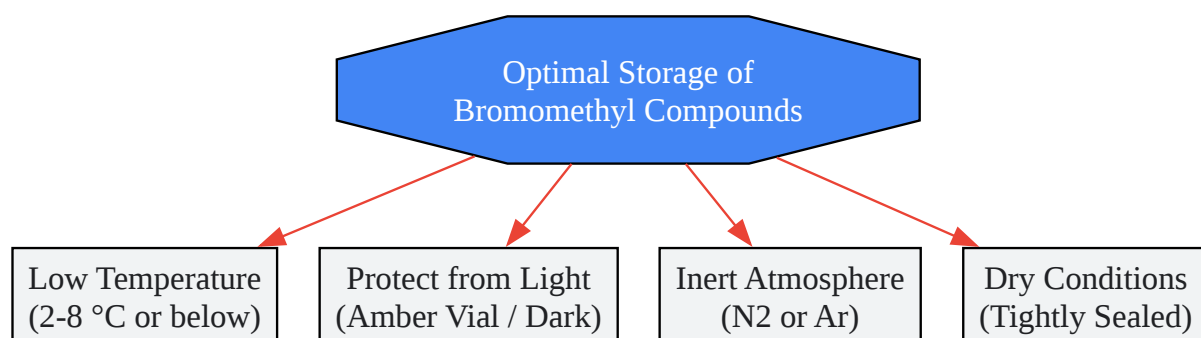 Optimal Storage of
Bromomethyl Compounds
Low Temperature
(2-8 °C or below)
Protect from Light
(Amber Vial / Dark)
Inert Atmosphere
(N2 or Ar)
Dry Conditions
(Tightly Sealed)